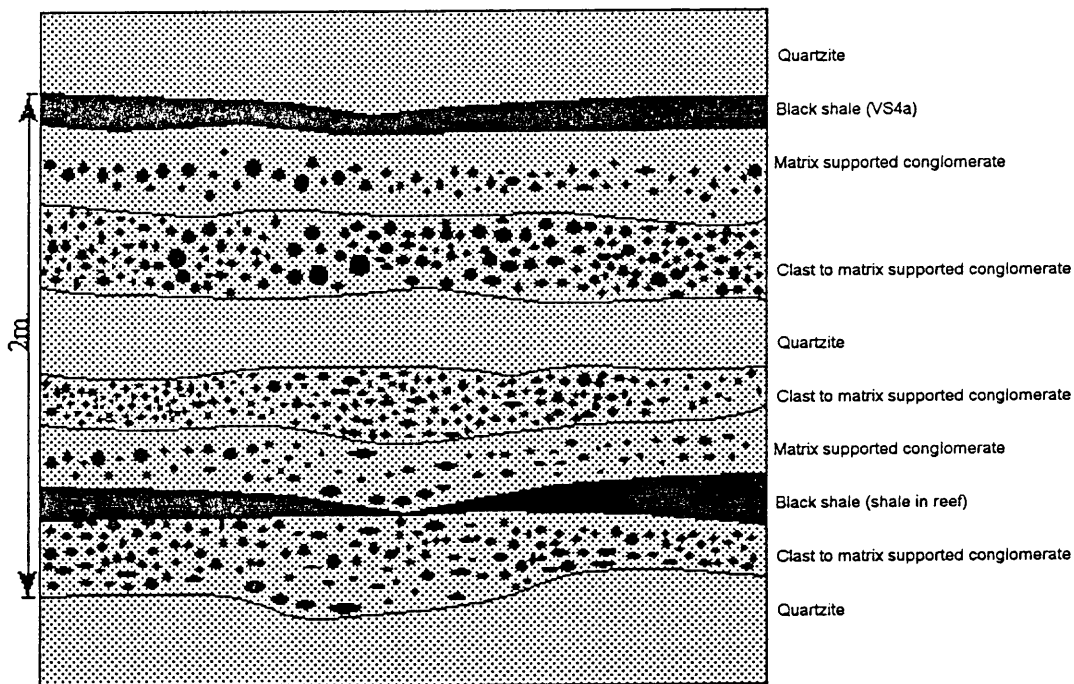 Quartzite
Black shale (VS4a)
Matrix supported conglomerate
Clast to matrix supported conglomerate
Quartzite
2m
Clast to matrix supported conglomerate
Matrix supported conglomerate
Black shale (shale in reef)
Clast to matrix supported conglomerate
Quartzite